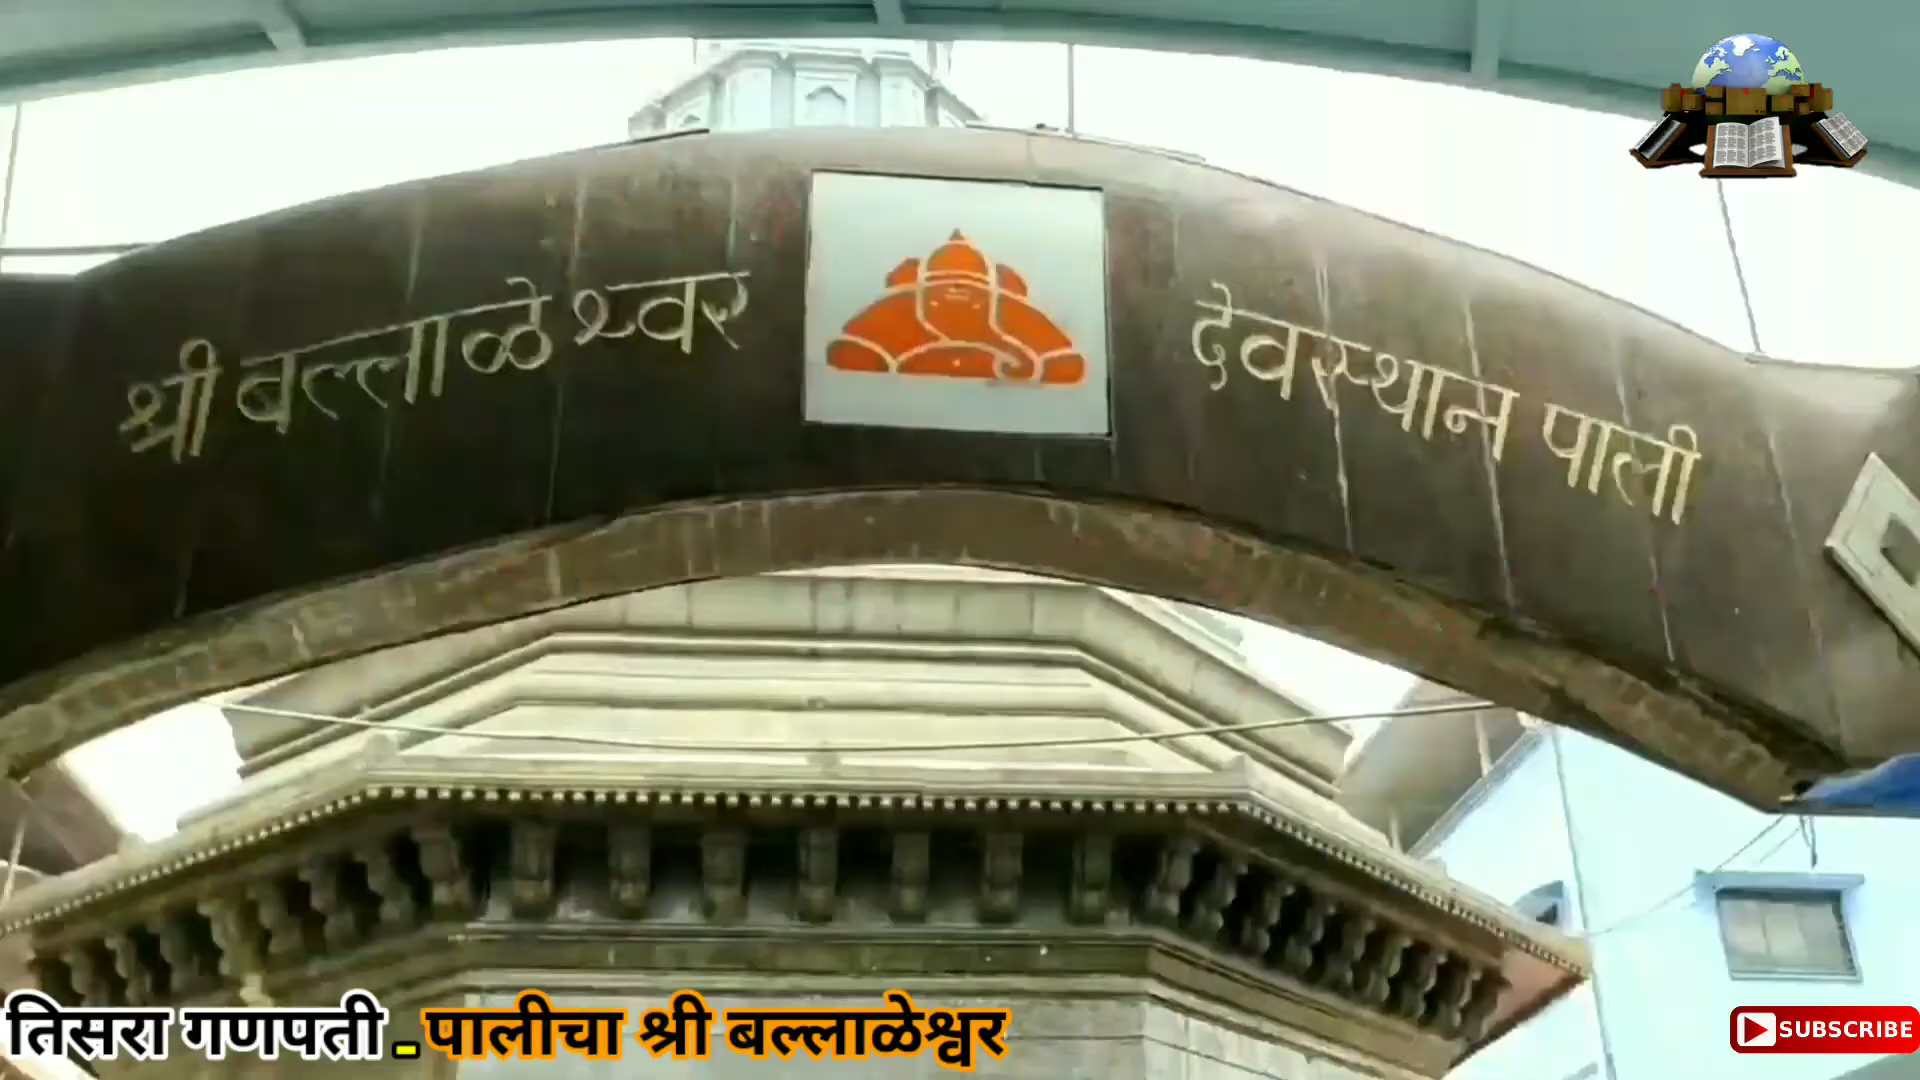 श्री बल्लाळेश्वर देवस्थान पाली
तिसरा गणपती - पालीचा श्री बल्लाळेश्वर
SUBSCRIBE